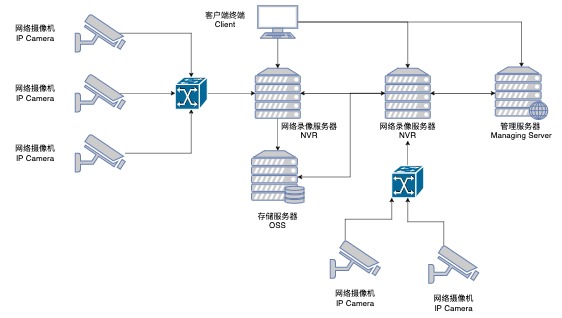 网络摄像机
IP Camera
客户端终端
Client
网络摄像机
IP Camera
网络摄像机
IP Camera
网络录像服务器
NVR
网络录像服务器
NVR
管理服务器
Managing Server
存储服务器
OSS
网络摄像机
IP Camera
网络摄像机
IP Camera